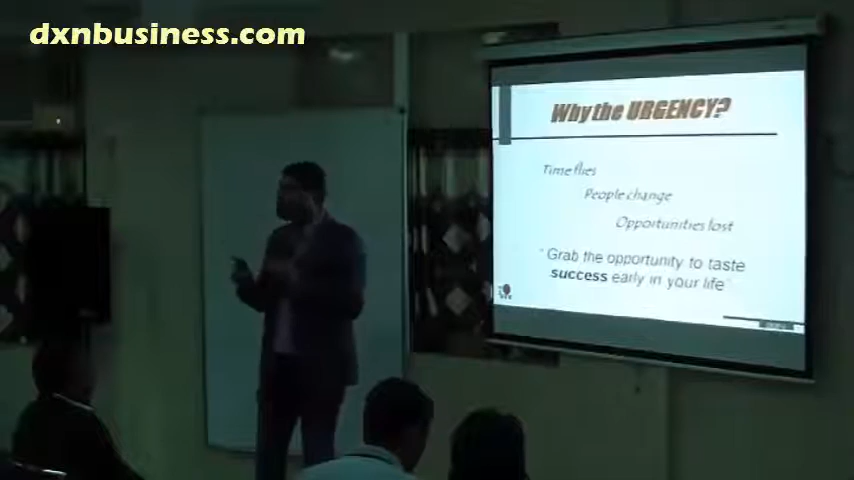 dxnbusiness.com
Why the URGENCY?
Time flies
People change
Opportunities lost
" Grab the opportunity to taste
success early in your life"